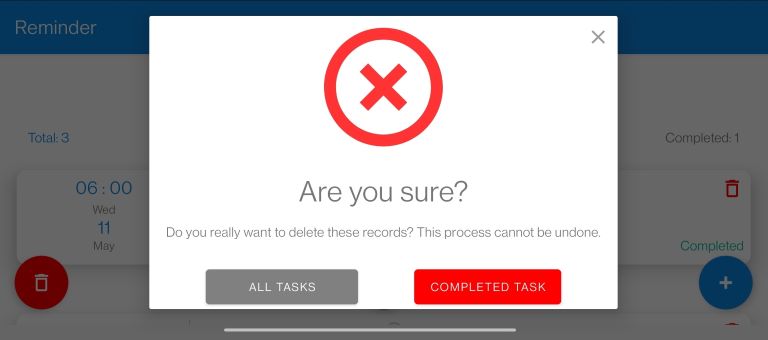 Reminder
Are you sure?
Do you really want to delete these records? This process cannot be undone.
ALL TASKS
COMPLETED TASK
Total: 3
Completed: 1
06 : 00
Wed
11
May
Completed